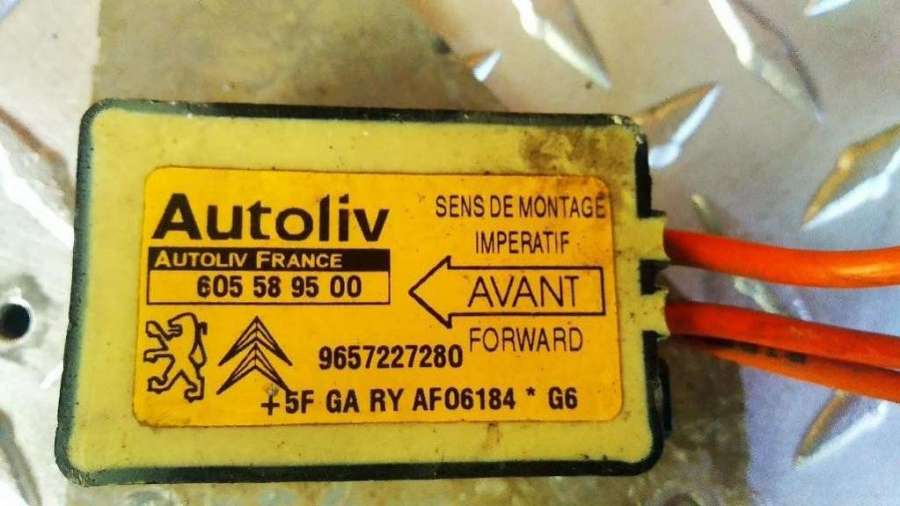 Autoliv
AUTOLIV FRANCE
605 58 95 00
SENS DE MONTAGE
IMPERATIF
AVANT
FORWARD
9657227280
+5F GA RY AF06184 * G6